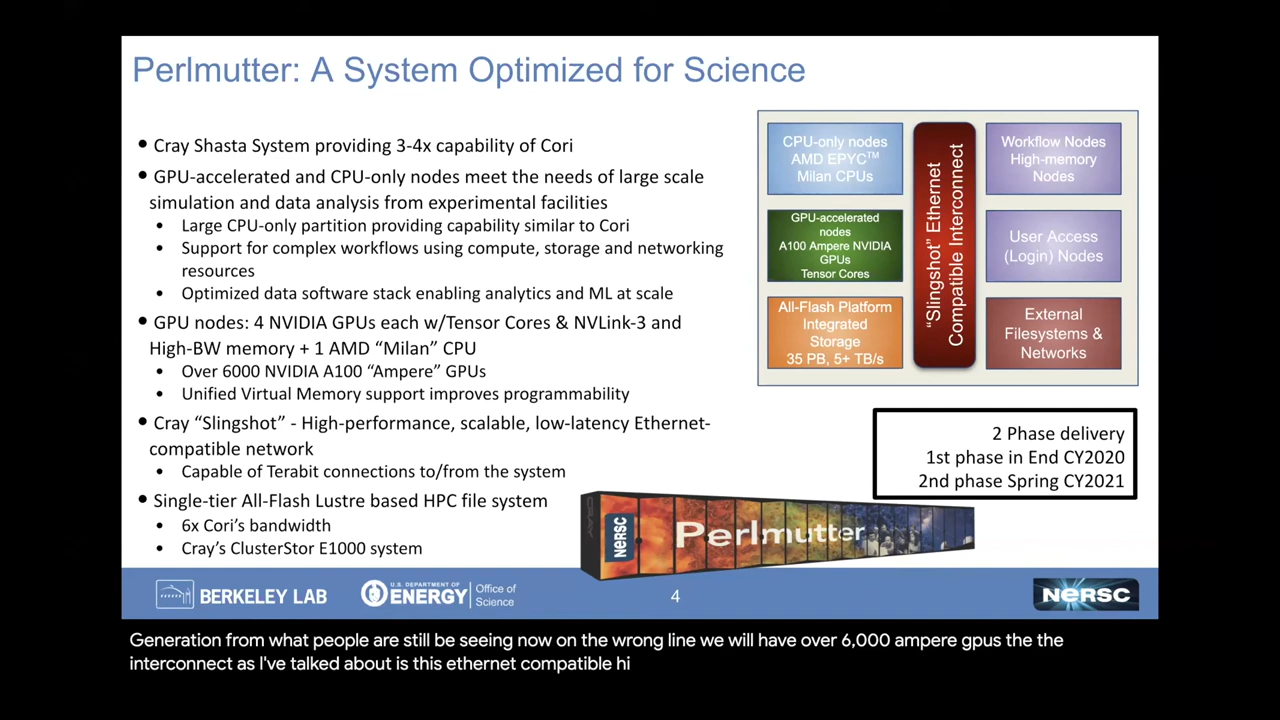 Perlmutter: A System Optimized for Science
• Cray Shasta System providing 3-4x capability of Cori
• GPU-accelerated and CPU-only nodes meet the needs of large scale
simulation and data analysis from experimental facilities
• Large CPU-only partition providing capability similar to Cori
• Support for complex workflows using compute, storage and networking
resources
• Optimized data software stack enabling analytics and ML at scale
• GPU nodes: 4 NVIDIA GPUs each w/Tensor Cores & NVLink-3 and
High-BW memory + 1 AMD “Milan” CPU
• Over 6000 NVIDIA A100 “Ampere” GPUs
• Unified Virtual Memory support improves programmability
• Cray “Slingshot” - High-performance, scalable, low-latency Ethernet-
compatible network
• Capable of Terabit connections to/from the system
• Single-tier All-Flash Lustre based HPC file system
• 6x Cori’s bandwidth
• Cray’s ClusterStor E1000 system
CPU-only nodes
AMD EPYC™
Milan CPUs
GPU-accelerated
nodes
A100 Ampere NVIDIA
GPUs
Tensor Cores
All-Flash Platform
Integrated
Storage
35 PB, 5+ TB/s
“Slingshot” Ethernet
Compatible Interconnect
Workflow Nodes
High-memory
Nodes
User Access
(Login) Nodes
External
Filesystems &
Networks
2 Phase delivery
1st phase in End CY2020
2nd phase Spring CY2021
CRAY
NERSC
Perlmutter
BERKELEY LAB
U.S. DEPARTMENT OF
ENERGY
Office of
Science
4
NERSC
Generation from what people are still be seeing now on the wrong line we will have over 6,000 ampere gpus the the
interconnect as I've talked about is this ethernet compatible hi